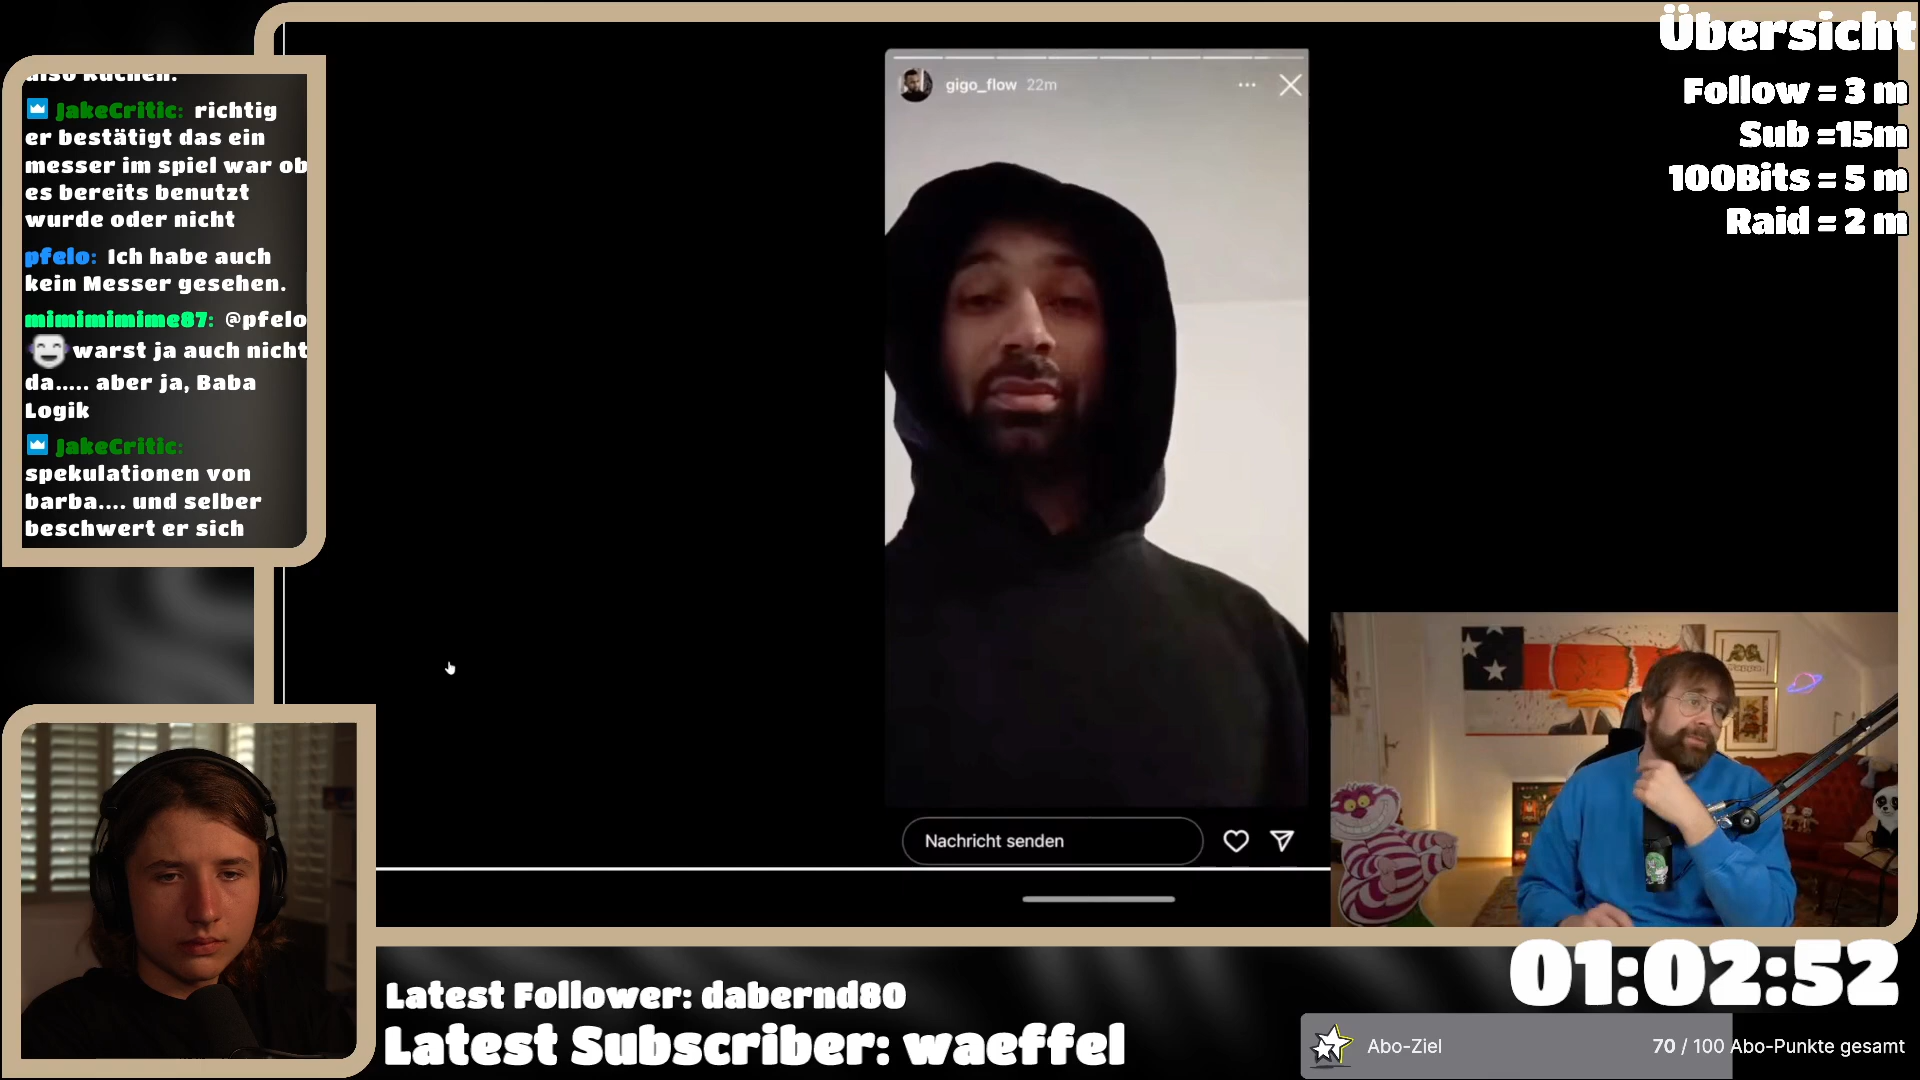 also kuchen.
JakeCritic: richtig
er bestätigt das ein
messer im spiel war ob
es bereits benutzt
wurde oder nicht
pfelo: Ich habe auch
kein Messer gesehen.
mimimimime87: @pfelo
warst ja auch nicht
da..... aber ja, Baba
Logik
JakeCritic:
spekulationen von
barba.... und selber
beschwert er sich
gigo_flow 22m
Nachricht senden
Übersicht
Follow = 3 m
Sub =15m
100Bits = 5 m
Raid = 2 m
01:02:52
Latest Follower: dabernd80
Latest Subscriber: waeffel
Abo-Ziel
70 / 100 Abo-Punkte gesamt